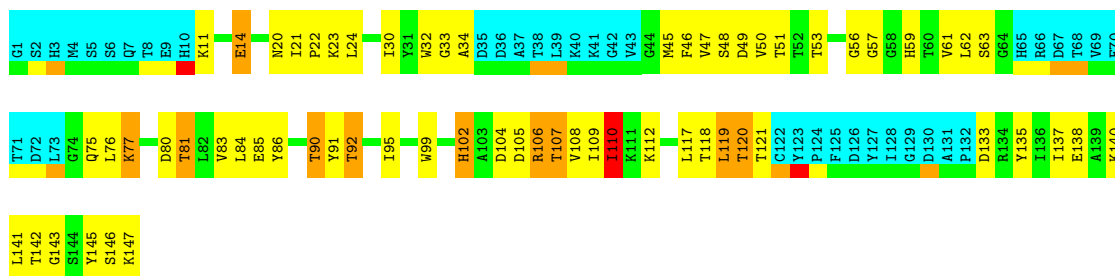 G1 S2 H3 M4 S5 S6 Q7 T8 E9 H10 K11 E14 N20 I21 P22 K23 L24 I30 Y31 W32 G33 A34 D35 D36 A37 T38 L39 K40 K41 G42 V43 G44 M45 F46 V47 S48 D49 V50 T51 T52 T53 G56 G57 G58 H59 T60 V61 L62 S63 G64 H65 R66 D67 T68 V69 E70
T71 D72 L73 G74 Q75 L76 K77 D80 T81 L82 V83 L84 E85 Y86 T90 Y91 T92 I95 W99 H102 A103 D104 D105 R106 T107 V108 I109 I110 K111 K112 L117 T118 L119 T120 T121 C122 Y123 P124 F125 D126 Y127 I128 G129 D130 A131 P132 D133 R134 Y135 I136 I137 E138 A139 K140
L141 T142 G143 S144 Y145 S146 K147